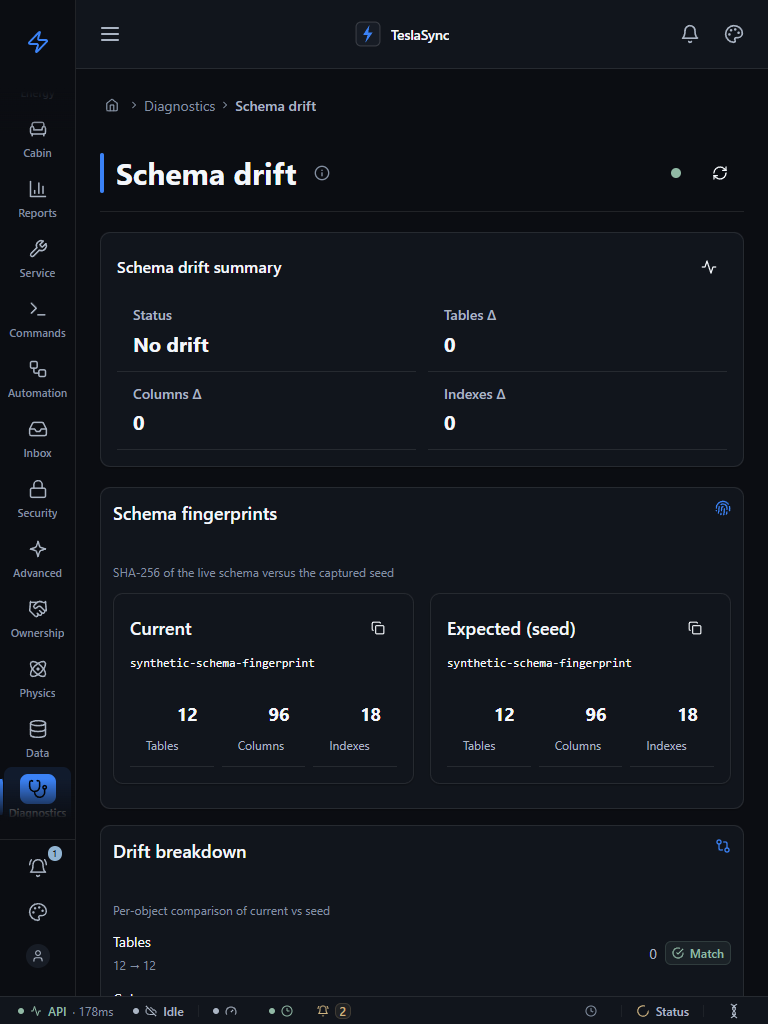 TeslaSync
Energy
Cabin
Reports
Service
Commands
Automation
Inbox
Security
Advanced
Ownership
Physics
Data
Diagnostics
1
Diagnostics > Schema drift
Schema drift
Schema drift summary
Status
No drift
Tables Δ
0
Columns Δ
0
Indexes Δ
0
Schema fingerprints
SHA-256 of the live schema versus the captured seed
Current
synthetic-schema-fingerprint
12 96 18
Tables Columns Indexes
Expected (seed)
synthetic-schema-fingerprint
12 96 18
Tables Columns Indexes
Drift breakdown
Per-object comparison of current vs seed
Tables
12 → 12
0 Match
API · 178ms Idle 2 Status